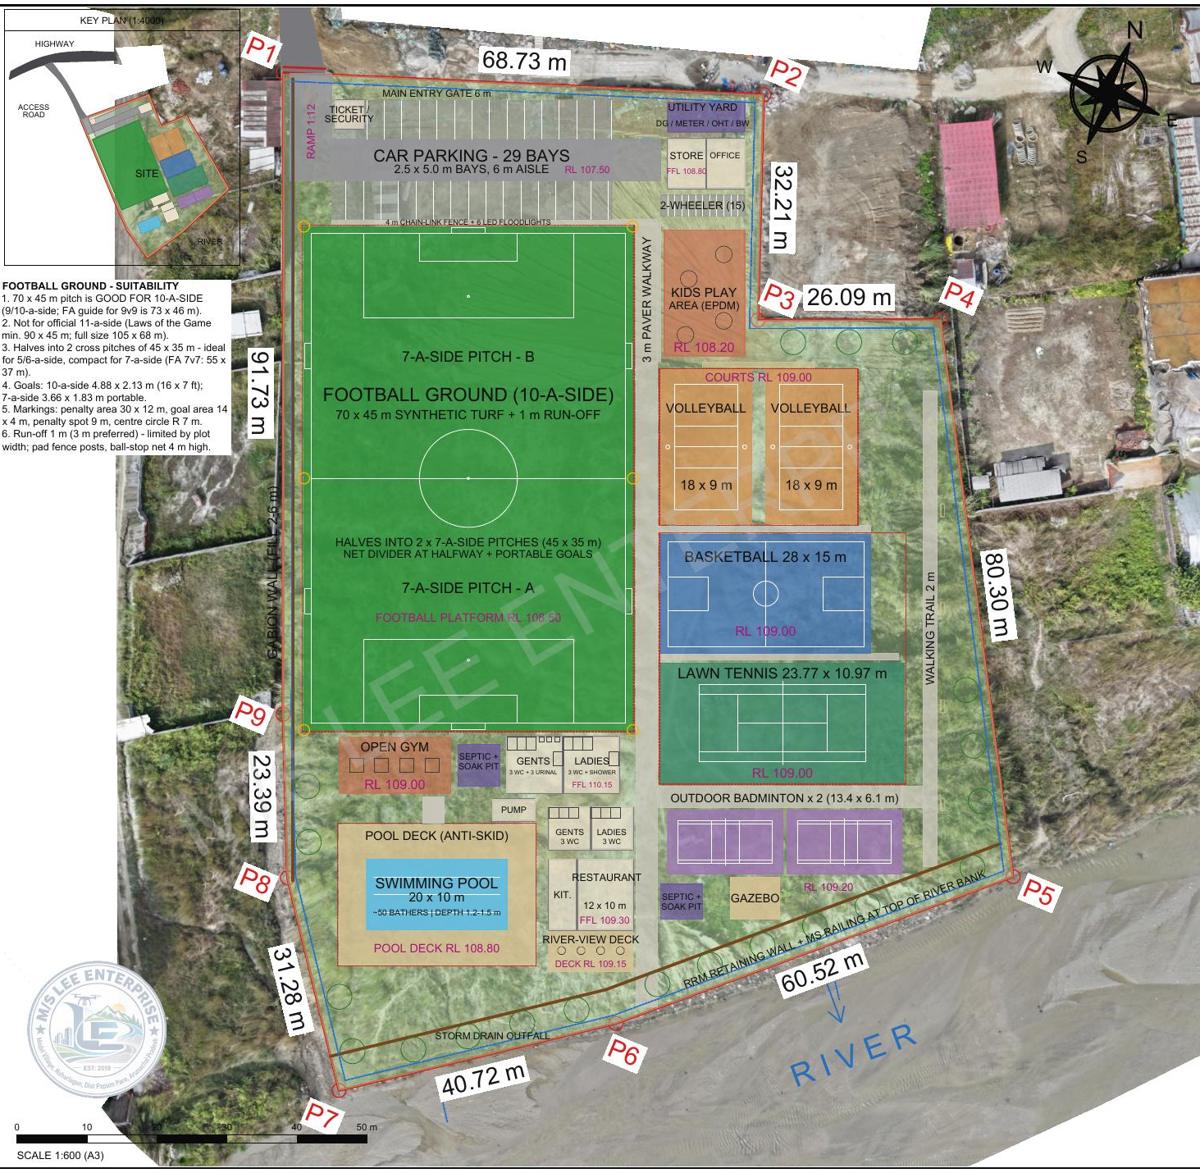 KEY PLAN (1:4000)
HIGHWAY
ACCESS
ROAD
SITE
RIVER
P1
68.73 m
P2
N
W
E
S
MAIN ENTRY GATE 6 m
RAMP 1:12
TICKET /
SECURITY
UTILITY YARD
DG / METER / OHT / BW
CAR PARKING - 29 BAYS
2.5 x 5.0 m BAYS, 6 m AISLE
RL 107.50
STORE
OFFICE
FFL 108.80
2-WHEELER (15)
32.21 m
4 m CHAIN-LINK FENCE + 6 LED FLOODLIGHTS
3 m PAVER WALKWAY
KIDS PLAY
AREA (EPDM)
RL 108.20
P3
26.09 m
P4
FOOTBALL GROUND - SUITABILITY
1. 70 x 45 m pitch is GOOD FOR 10-A-SIDE
(9/10-a-side; FA guide for 9v9 is 73 x 46 m).
2. Not for official 11-a-side (Laws of the Game
min. 90 x 45 m; full size 105 x 68 m).
3. Halves into 2 cross pitches of 45 x 35 m - ideal
for 5/6-a-side, compact for 7-a-side (FA 7v7: 55 x
37 m).
4. Goals: 10-a-side 4.88 x 2.13 m (16 x 7 ft);
7-a-side 3.66 x 1.83 m portable.
5. Markings: penalty area 30 x 12 m, goal area 14
x 4 m, penalty spot 9 m, centre circle R 7 m.
6. Run-off 1 m (3 m preferred) - limited by plot
width; pad fence posts, ball-stop net 4 m high.
91.73 m
7-A-SIDE PITCH - B
FOOTBALL GROUND (10-A-SIDE)
70 x 45 m SYNTHETIC TURF + 1 m RUN-OFF
COURTS RL 109.00
VOLLEYBALL
VOLLEYBALL
18 x 9 m
18 x 9 m
GABION WALL (FILL 2-6 m)
HALVES INTO 2 x 7-A-SIDE PITCHES (45 x 35 m)
NET DIVIDER AT HALFWAY + PORTABLE GOALS
7-A-SIDE PITCH - A
FOOTBALL PLATFORM RL 108.50
BASKETBALL 28 x 15 m
RL 109.00
WALKING TRAIL 2 m
80.30 m
LAWN TENNIS 23.77 x 10.97 m
RL 109.00
P9
OPEN GYM
RL 109.00
SEPTIC +
SOAK PIT
GENTS
3 WC + 3 URINAL
LADIES
3 WC + SHOWER
FFL 110.15
23.39 m
OUTDOOR BADMINTON x 2 (13.4 x 6.1 m)
PUMP
POOL DECK (ANTI-SKID)
GENTS
3 WC
LADIES
3 WC
P8
SWIMMING POOL
20 x 10 m
~50 BATHERS | DEPTH 1.2-1.5 m
POOL DECK RL 108.80
RESTAURANT
KIT.
12 x 10 m
FFL 109.30
SEPTIC +
SOAK PIT
GAZEBO
RL 109.20
P5
RIVER-VIEW DECK
DECK RL 109.15
RRM RETAINING WALL + MS RAILING AT TOP OF RIVER BANK
31.28 m
60.52 m
STORM DRAIN OUTFALL
P6
40.72 m
P7
RIVER
M/S LEE ENTERPRISE
LE
EST: 2019
0 10 20 30 40 50 m
SCALE 1:600 (A3)